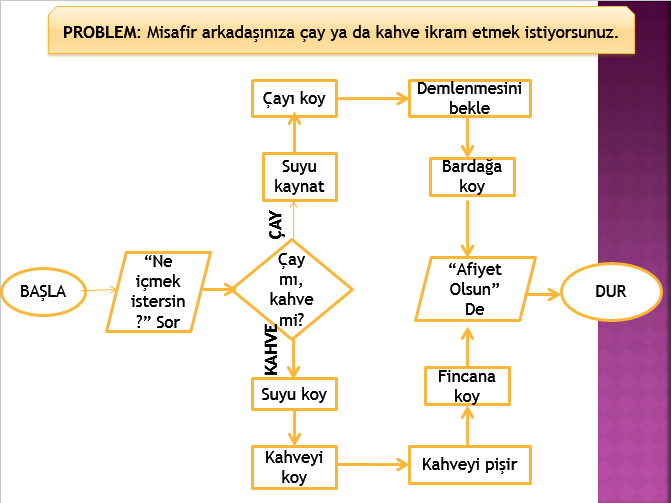 PROBLEM: Misafir arkadaşınıza çay ya da kahve ikram etmek istiyorsunuz.
BAŞLA
“Ne
içmek
istersin
?” Sor
Çay
mı,
kahve
mi?
ÇAY
Suyu
kaynat
Çayı koy
Demlenmesini
bekle
Bardağa
koy
KAHVE
Suyu koy
Kahveyi
koy
Kahveyi pişir
Fincana
koy
“Afiyet
Olsun”
De
DUR